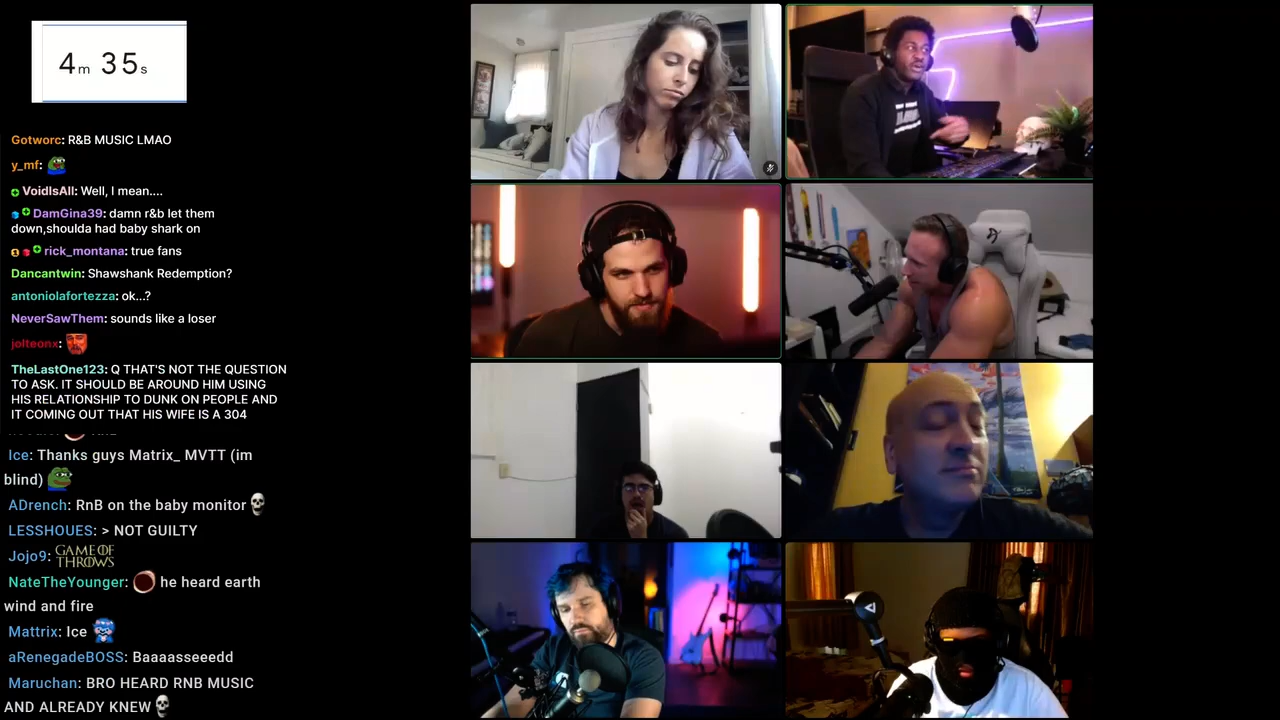 4m 35s
Gotworc: R&B MUSIC LMAO
y_mf:
VoidIsAll: Well, I mean....
DamGina39: damn r&b let them
down,shoulda had baby shark on
rick_montana: true fans
Dancantwin: Shawshank Redemption?
antoniolafortezza: ok...?
NeverSawThem: sounds like a loser
jolteonx:
TheLastOne123: Q THAT'S NOT THE QUESTION
TO ASK. IT SHOULD BE AROUND HIM USING
HIS RELATIONSHIP TO DUNK ON PEOPLE AND
IT COMING OUT THAT HIS WIFE IS A 304
Ice: Thanks guys Matrix_ MVTT (im
blind)
ADrench: RnB on the baby monitor
LESSHOUES: > NOT GUILTY
Jojo9: GAME OF
THROWS
NateTheYounger: he heard earth
wind and fire
Mattrix: Ice
aRenegadeBOSS: Baaaasseeedd
Maruchan: BRO HEARD RNB MUSIC
AND ALREADY KNEW